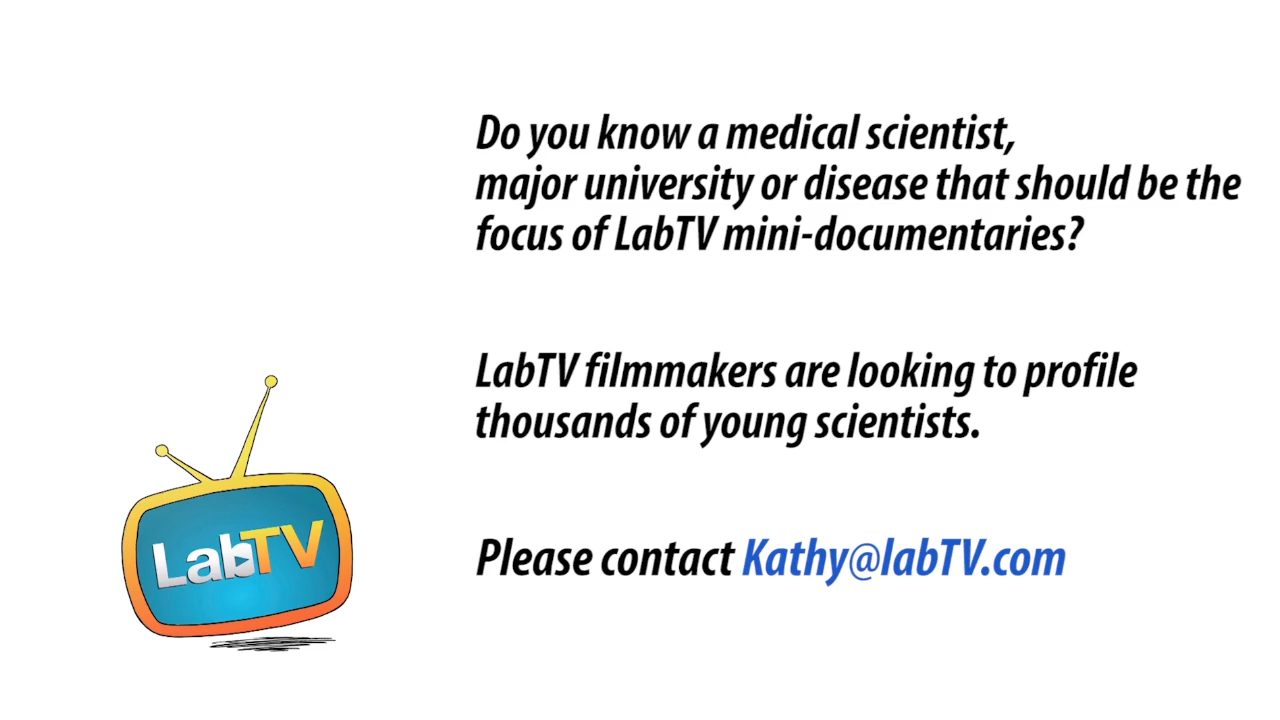 Do you know a medical scientist,
major university or disease that should be the
focus of LabTV mini-documentaries?
LabTV filmmakers are looking to profile
thousands of young scientists.
LabTV
Please contact Kathy@labTV.com